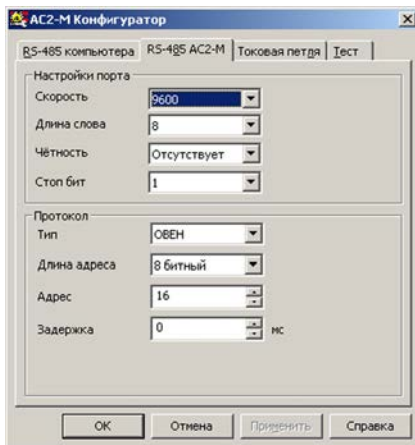 АС2-М Конфигуратор
RS-485 компьютера RS-485 АС2-М Токовая петля Тест
Настройки порта
Скорость 9600
Длина слова 8
Чётность Отсутствует
Стоп бит 1
Протокол
Тип ОВЕН
Длина адреса 8 битный
Адрес 16
Задержка 0 мс
ОК Отмена Применить Справка